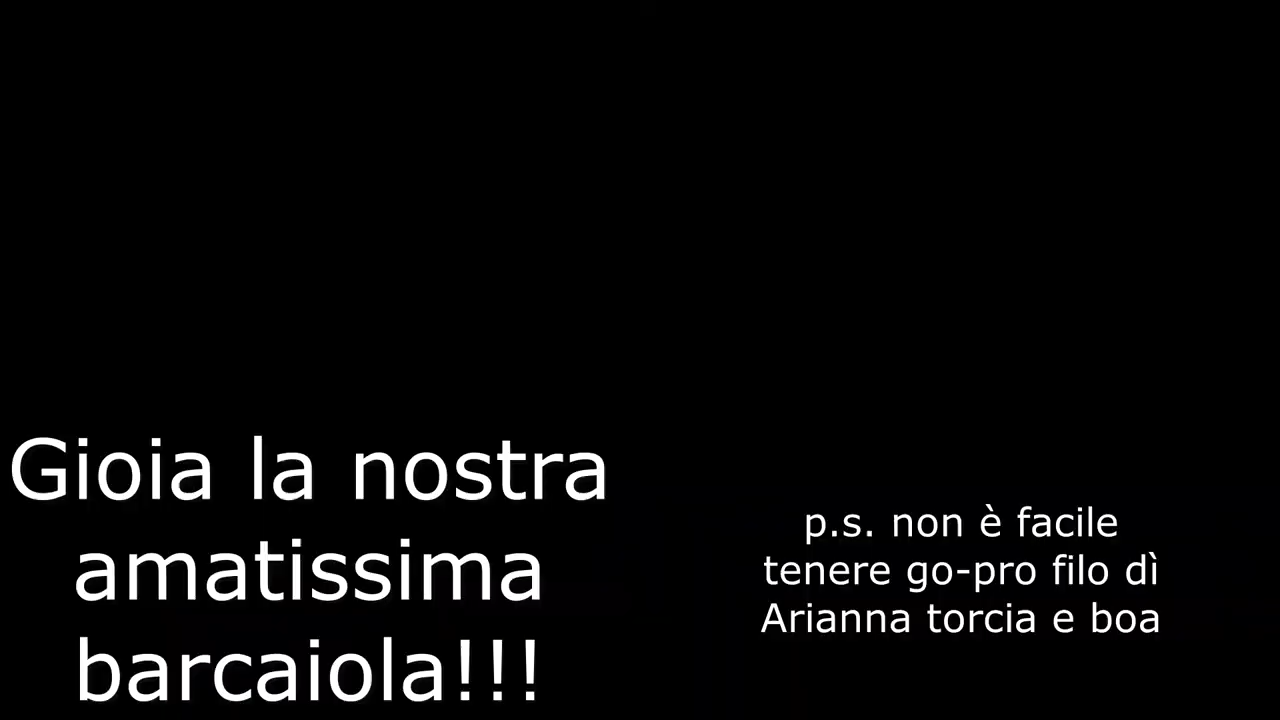 Gioia la nostra
amatissima
barcaiola!!!
p.s. non è facile
tenere go-pro filo dì
Arianna torcia e boa